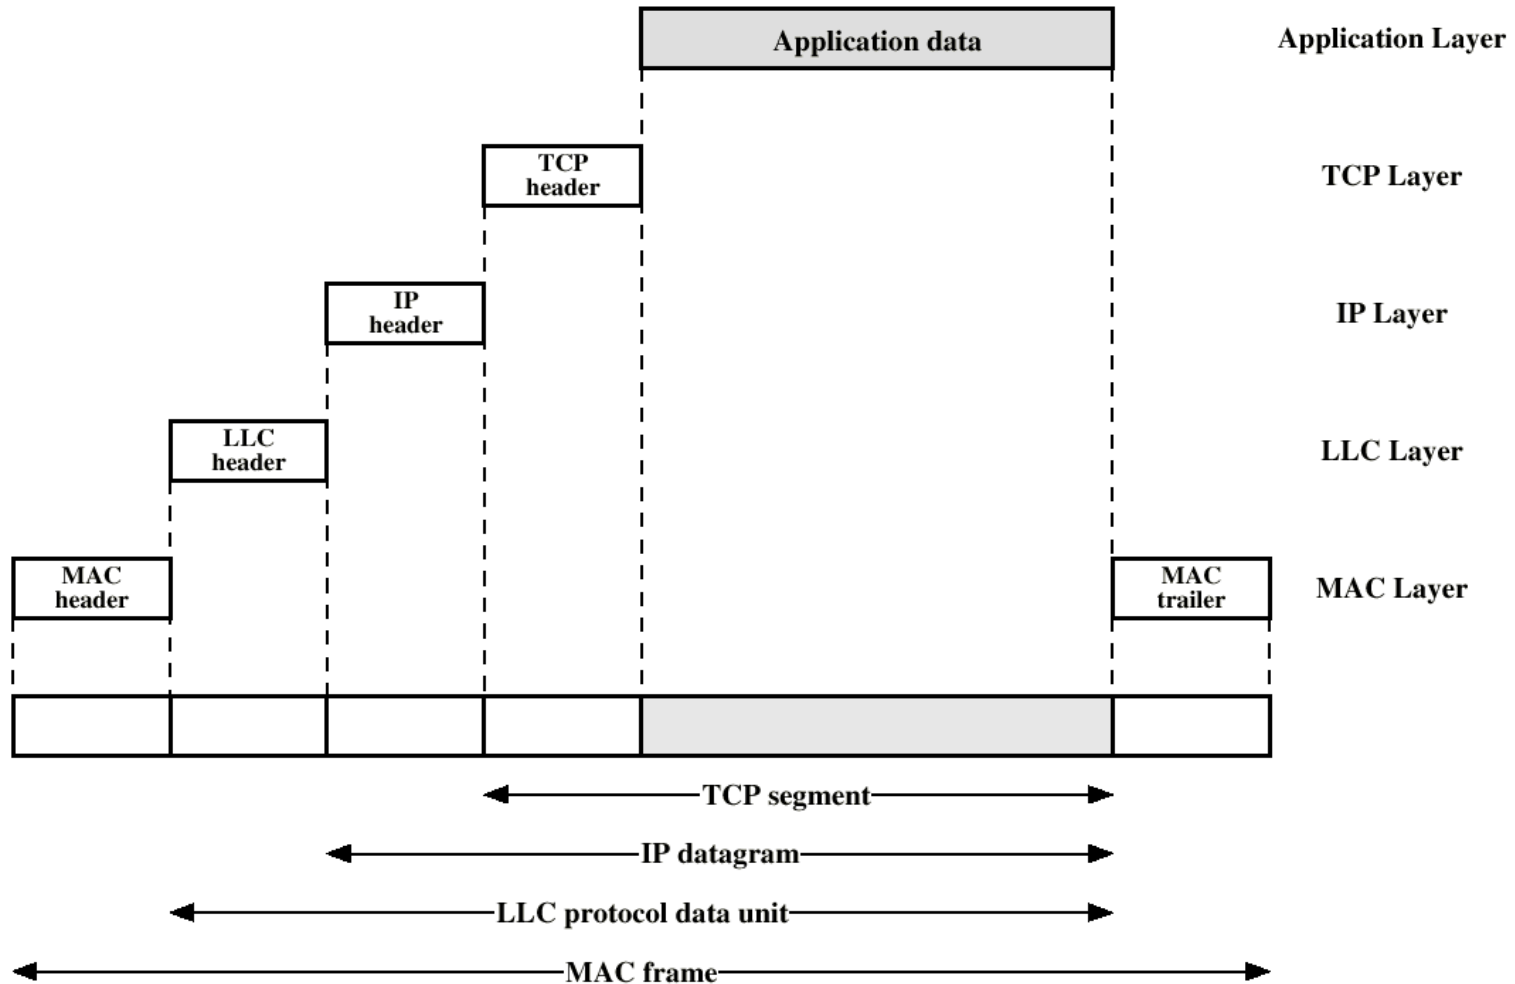 Application data
Application Layer
TCP
header
TCP Layer
IP
header
IP Layer
LLC
header
LLC Layer
MAC
header
MAC
trailer
MAC Layer
TCP segment
IP datagram
LLC protocol data unit
MAC frame